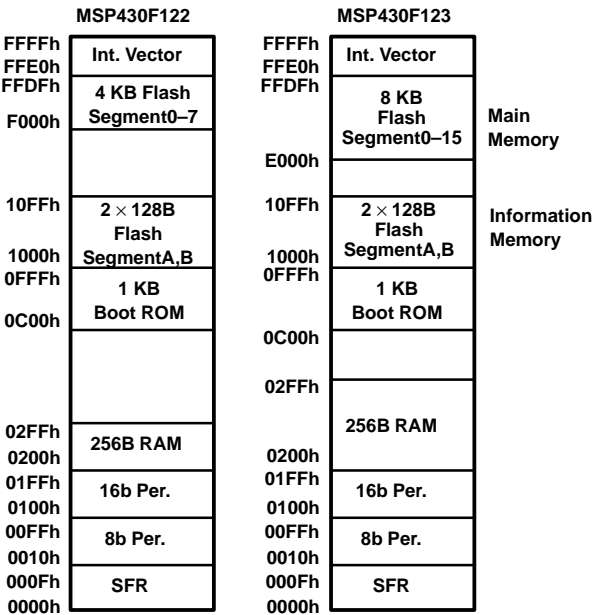 MSP430F122
FFFFh
Int. Vector
FFE0h
FFDFh
4 KB Flash
Segment0–7
F000h
10FFh
2 × 128B
Flash
SegmentA,B
1000h
0FFFh
1 KB
Boot ROM
0C00h
02FFh
256B RAM
0200h
01FFh
16b Per.
0100h
00FFh
8b Per.
0010h
000Fh
SFR
0000h
MSP430F123
FFFFh
Int. Vector
FFE0h
FFDFh
8 KB
Flash
Segment0–15
E000h
Main
Memory
10FFh
2 × 128B
Flash
SegmentA,B
1000h
Information
Memory
0FFFh
1 KB
Boot ROM
0C00h
02FFh
256B RAM
0200h
01FFh
16b Per.
0100h
00FFh
8b Per.
0010h
000Fh
SFR
0000h